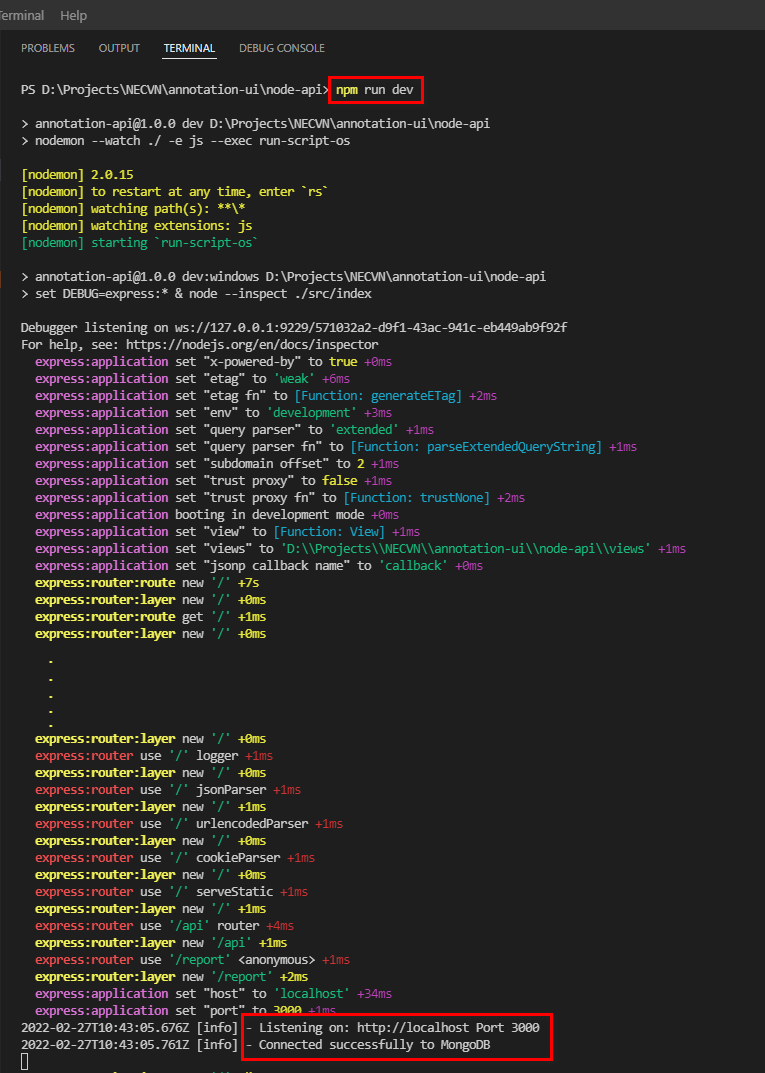 Terminal Help
PROBLEMS OUTPUT TERMINAL DEBUG CONSOLE
PS D:\Projects\NECVN\annotation-ui\node-api> npm run dev
> annotation-api@1.0.0 dev D:\Projects\NECVN\annotation-ui\node-api
> nodemon --watch ./ -e js --exec run-script-os
[nodemon] 2.0.15
[nodemon] to restart at any time, enter `rs`
[nodemon] watching path(s): **\*
[nodemon] watching extensions: js
[nodemon] starting `run-script-os`
> annotation-api@1.0.0 dev:windows D:\Projects\NECVN\annotation-ui\node-api
> set DEBUG=express:* & node --inspect ./src/index
Debugger listening on ws://127.0.0.1:9229/571032a2-d9f1-43ac-941c-eb449ab9f92f
For help, see: https://nodejs.org/en/docs/inspector
express:application set "x-powered-by" to true +0ms
express:application set "etag" to 'weak' +6ms
express:application set "etag fn" to [Function: generateETag] +2ms
express:application set "env" to 'development' +3ms
express:application set "query parser" to 'extended' +1ms
express:application set "query parser fn" to [Function: parseExtendedQueryString] +1ms
express:application set "subdomain offset" to 2 +1ms
express:application set "trust proxy" to false +1ms
express:application set "trust proxy fn" to [Function: trustNone] +2ms
express:application booting in development mode +0ms
express:application set "view" to [Function: View] +1ms
express:application set "views" to 'D:\\Projects\\NECVN\\annotation-ui\\node-api\\views' +1ms
express:application set "jsonp callback name" to 'callback' +0ms
express:router:route new '/' +7s
express:router:layer new '/' +0ms
express:router:route get '/' +1ms
express:router:layer new '/' +0ms
.
.
.
.
.
express:router:layer new '/' +0ms
express:router use '/' logger +1ms
express:router:layer new '/' +0ms
express:router use '/' jsonParser +1ms
express:router:layer new '/' +1ms
express:router use '/' urlencodedParser +1ms
express:router:layer new '/' +0ms
express:router use '/' cookieParser +1ms
express:router:layer new '/' +0ms
express:router use '/' serveStatic +1ms
express:router:layer new '/' +1ms
express:router use '/api' router +4ms
express:router:layer new '/api' +1ms
express:router use '/report' <anonymous> +1ms
express:router:layer new '/report' +2ms
express:application set "host" to 'localhost' +34ms
express:application set "port" to 3000 +1ms
2022-02-27T10:43:05.676Z [info] - Listening on: http://localhost Port 3000
2022-02-27T10:43:05.761Z [info] - Connected successfully to MongoDB